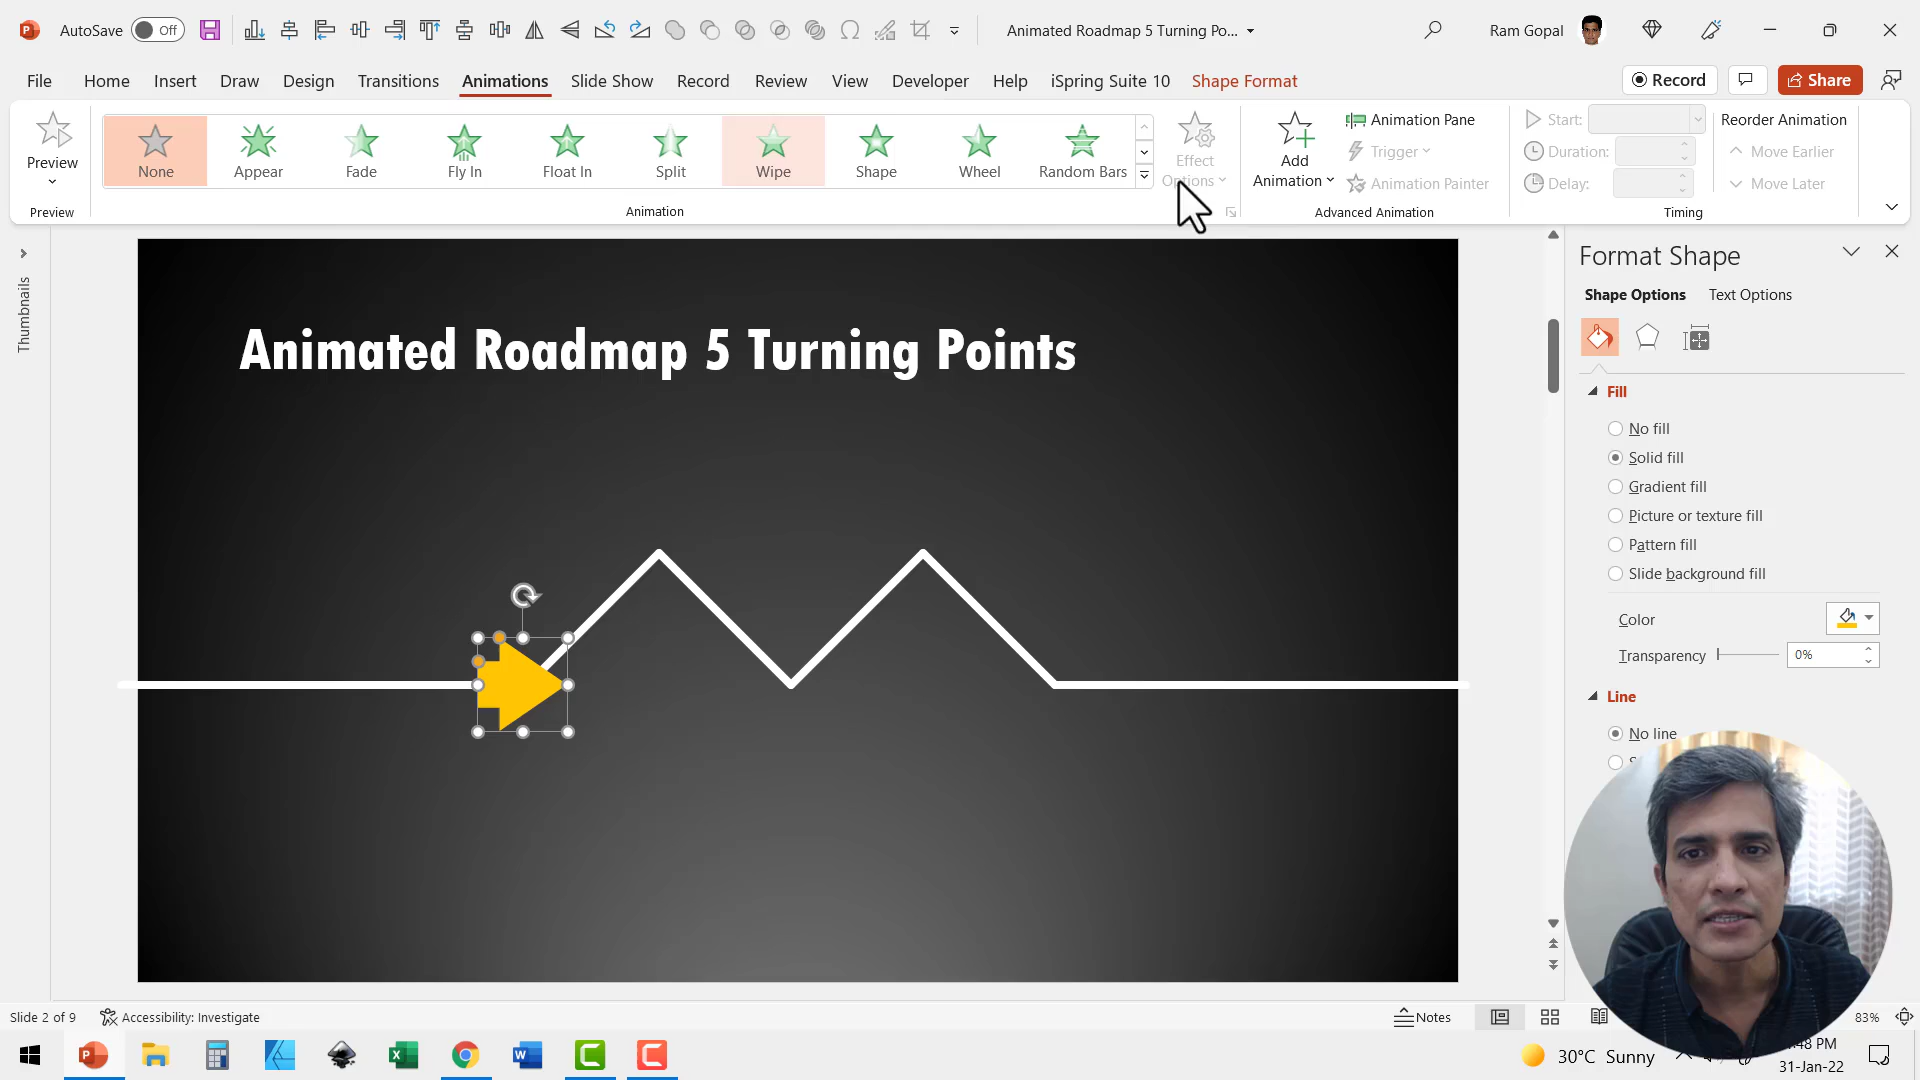 AutoSave Off Animated Roadmap 5 Turning Po... Ram Gopal
File Home Insert Draw Design Transitions Animations Slide Show Record Review View Developer Help iSpring Suite 10 Shape Format Record Share
Preview
Preview
None Appear Fade Fly In Float In Split Wipe Shape Wheel Random Bars
Animation
Effect
Options
Add
Animation
Animation Pane
Trigger
Animation Painter
Advanced Animation
Start:
Duration:
Delay:
Reorder Animation
Move Earlier
Move Later
Timing
Thumbnails
Animated Roadmap 5 Turning Points
Format Shape
Shape Options Text Options
Fill
No fill
Solid fill
Gradient fill
Picture or texture fill
Pattern fill
Slide background fill
Color
Transparency 0%
Line
No line
Slide 2 of 9 Accessibility: Investigate Notes 83%
30°C Sunny
:48 PM
31-Jan-22